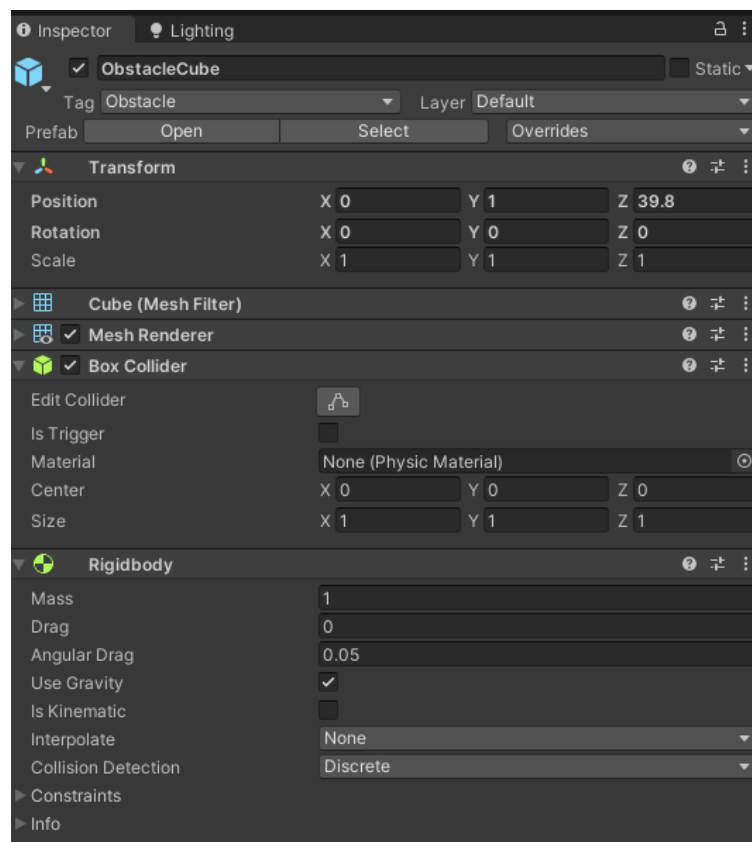 Inspector Lighting
ObstacleCube Static
Tag Obstacle Layer Default
Prefab Open Select Overrides
Transform
Position X 0 Y 1 Z 39.8
Rotation X 0 Y 0 Z 0
Scale X 1 Y 1 Z 1
Cube (Mesh Filter)
Mesh Renderer
Box Collider
Edit Collider
Is Trigger
Material None (Physic Material)
Center X 0 Y 0 Z 0
Size X 1 Y 1 Z 1
Rigidbody
Mass 1
Drag 0
Angular Drag 0.05
Use Gravity
Is Kinematic
Interpolate None
Collision Detection Discrete
Constraints
Info